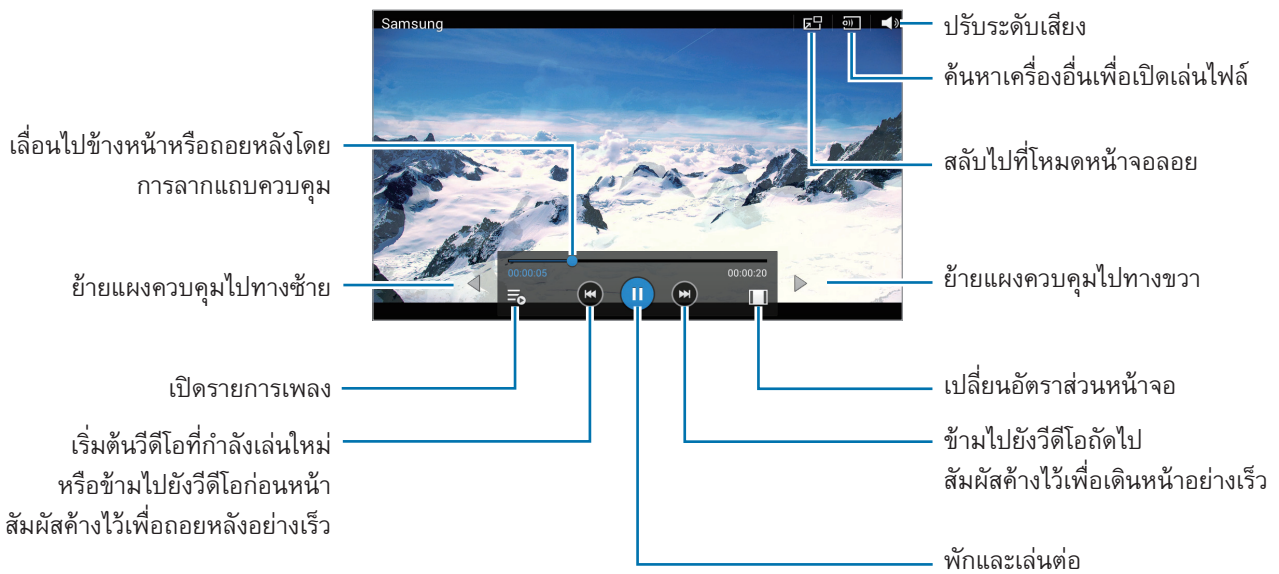 Samsung
ปรับระดับเสียง
ค้นหาเครื่องอื่นเพื่อเปิดเล่นไฟล์
เลื่อนไปข้างหน้าหรือถอยหลังโดย
การลากแถบควบคุม
สลับไปที่โหมดหน้าจอลอย
00:00:05
00:00:20
ย้ายแผงควบคุมไปทางซ้าย
ย้ายแผงควบคุมไปทางขวา
เปิดรายการเพลง
เปลี่ยนอัตราส่วนหน้าจอ
เริ่มต้นวีดีโอที่กำลังเล่นใหม่
หรือข้ามไปยังวีดีโอก่อนหน้า
สัมผัสค้างไว้เพื่อถอยหลังอย่างเร็ว
ข้ามไปยังวีดีโอถัดไป
สัมผัสค้างไว้เพื่อเดินหน้าอย่างเร็ว
พักและเล่นต่อ